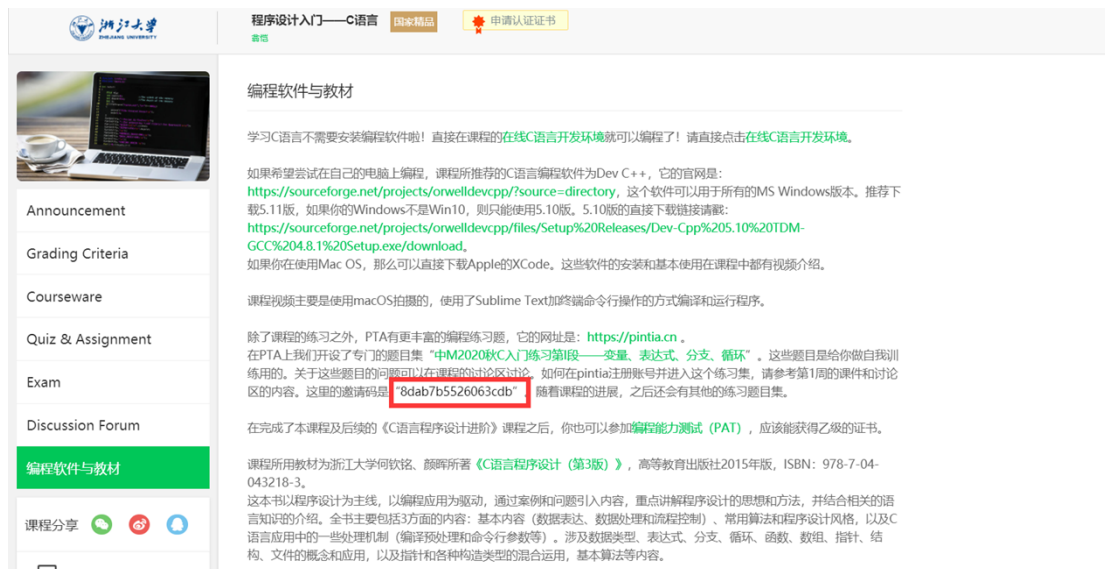 浙江大学
ZHEJIANG UNIVERSITY
程序设计入门——C语言
国家精品
申请认证证书
翁恺
编程软件与教材
学习C语言不需要安装编程软件啦！直接在课程的在线C语言开发环境就可以编程了！请直接点击在线C语言开发环境。
如果希望尝试在自己的电脑上编程，课程所推荐的C语言编程软件为Dev C++，它的官网是：
https://sourceforge.net/projects/orwelldevcpp/?source=directory，这个软件可以用于所有的MS Windows版本。推荐下
载5.11版，如果你的Windows不是Win10，则只能使用5.10版。5.10版的直接下载链接请戳：
https://sourceforge.net/projects/orwelldevcpp/files/Setup%20Releases/Dev-Cpp%205.10%20TDM-
GCC%204.8.1%20Setup.exe/download。
如果你在使用Mac OS，那么可以直接下载Apple的XCode。这些软件的安装和基本使用在课程中都有视频介绍。
课程视频主要是使用macOS拍摄的，使用了Sublime Text加终端命令行操作的方式编译和运行程序。
除了课程的练习之外，PTA有更丰富的编程练习题，它的网址是：https://pintia.cn 。
在PTA上我们开设了专门的题目集“中M2020秋C入门练习第I段——变量、表达式、分支、循环”。这些题目是给你做自我训
练用的。关于这些题目的问题可以在课程的讨论区讨论。如何在pintia注册账号并进入这个练习集，请参考第1周的课件和讨论
区的内容。这里的邀请码是“8dab7b5526063cdb”，随着课程的进展，之后还会有其他的练习题目集。
在完成了本课程及后续的《C语言程序设计进阶》课程之后，你也可以参加编程能力测试（PAT），应该能获得乙级的证书。
课程所用教材为浙江大学何钦铭、颜晖所著《C语言程序设计（第3版）》，高等教育出版社2015年版，ISBN：978-7-04-
043218-3。
这本书以程序设计为主线，以编程应用为驱动，通过案例和问题引入内容，重点讲解程序设计的思想和方法，并结合相关的语
言知识的介绍。全书主要包括3方面的内容：基本内容（数据表达、数据处理和流程控制）、常用算法和程序设计风格，以及C
语言应用中的一些处理机制（编译预处理和命令行参数等）。涉及数据类型、表达式、分支、循环、函数、数组、指针、结
构、文件的概念和应用，以及指针和各种构造类型的混合运用，基本算法等内容。
Announcement
Grading Criteria
Courseware
Quiz & Assignment
Exam
Discussion Forum
编程软件与教材
课程分享